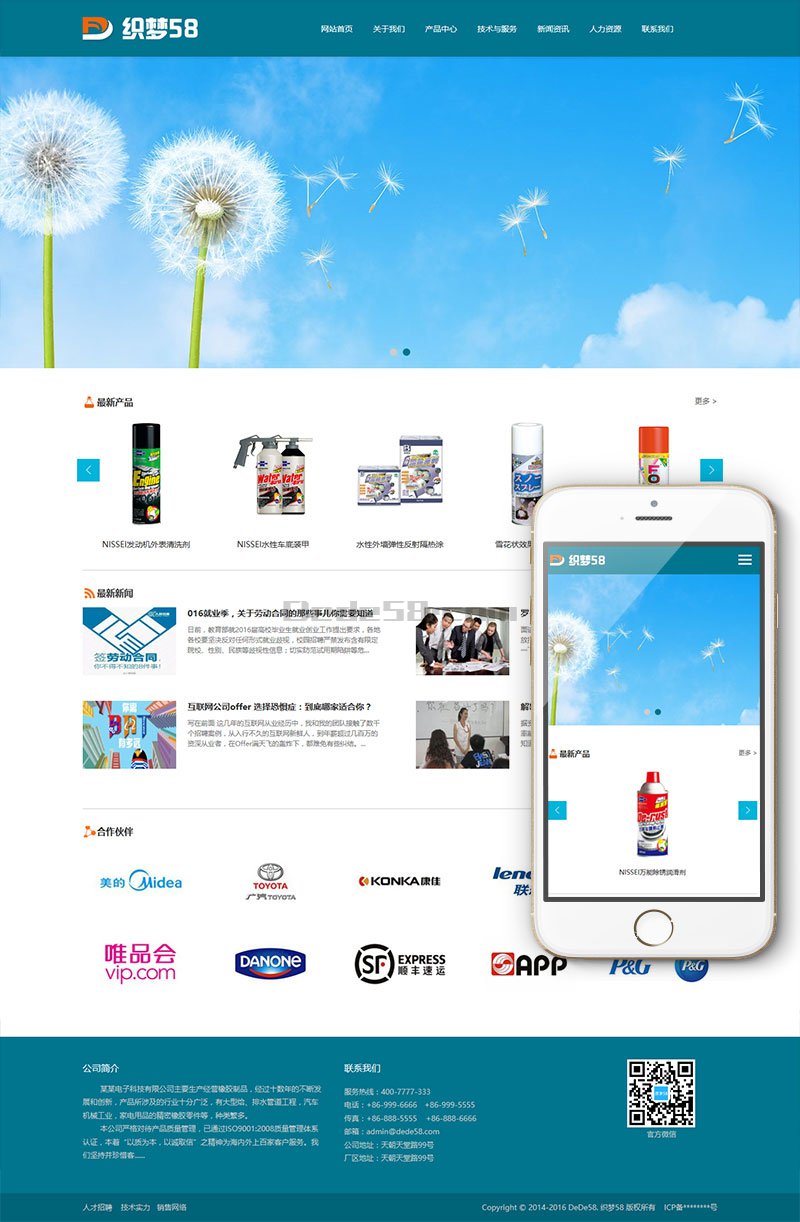 织梦58
网站首页 关于我们 产品中心 技术与服务 新闻资讯 人力资源 联系我们
最新产品
更多 >
NISSEI发动机外表清洗剂
NISSEI水性车底装甲
水性外墙弹性反射隔热涂
雪花状效
最新新闻
016就业季，关于劳动合同的那些事儿你需要知道
日前，教育部就2016届高校毕业生就业创业工作提出要求，各地
各校要坚决反对任何形式就业歧视，校园招聘严禁发布含有限定
院校、性别、民族等歧视性信息；切实防范试用期陷阱等危...
签劳动合同，
你不得不知的8件事！
Dede58.com
互联网公司offer 选择恐惧症：到底哪家适合你？
写在前面 这几年的互联网从业经历中，我和我的团队接触了数千
个招聘案例，从入行不久的互联网新鲜人，到年薪超过几百万的
资深从业者，在Offer满天飞的轰炸下，都难免有些纠结。...
合作伙伴
美的 Midea
TOYOTA
广汽TOYOTA
KONKA康佳
leno
联
唯品会
vip.com
DANONE
SF EXPRESS
顺丰速运
APP
P&G
P&G
织梦58
最新产品
更多 >
NISSEI万能除锈润滑剂
公司简介
某某电子科技有限公司主要生产经营橡胶制品，经过十数年的不断发
展和创新，产品所涉及的行业十分广泛，有大型给、排水管道工程，汽车
机械工业，家电用品的精密橡胶零件等，种类繁多。
本公司严格对待产品质量管理，已通过ISO9001:2008质量管理体系
认证，本着“以质为本，以诚取信”之精神为海内外上百家客户服务。我
们坚持并珍惜客......
联系我们
服务热线：400-7777-333
电话：+86-999-6666 +86-999-5555
传真：+86-888-5555 +86-888-6666
邮箱：admin@dede58.com
公司地址：天朝天堂路99号
厂区地址：天朝天堂路99号
官方微信
人才招聘 技术实力 销售网络
Copyright © 2014-2016 DeDe58. 织梦58 版权所有 ICP备********号